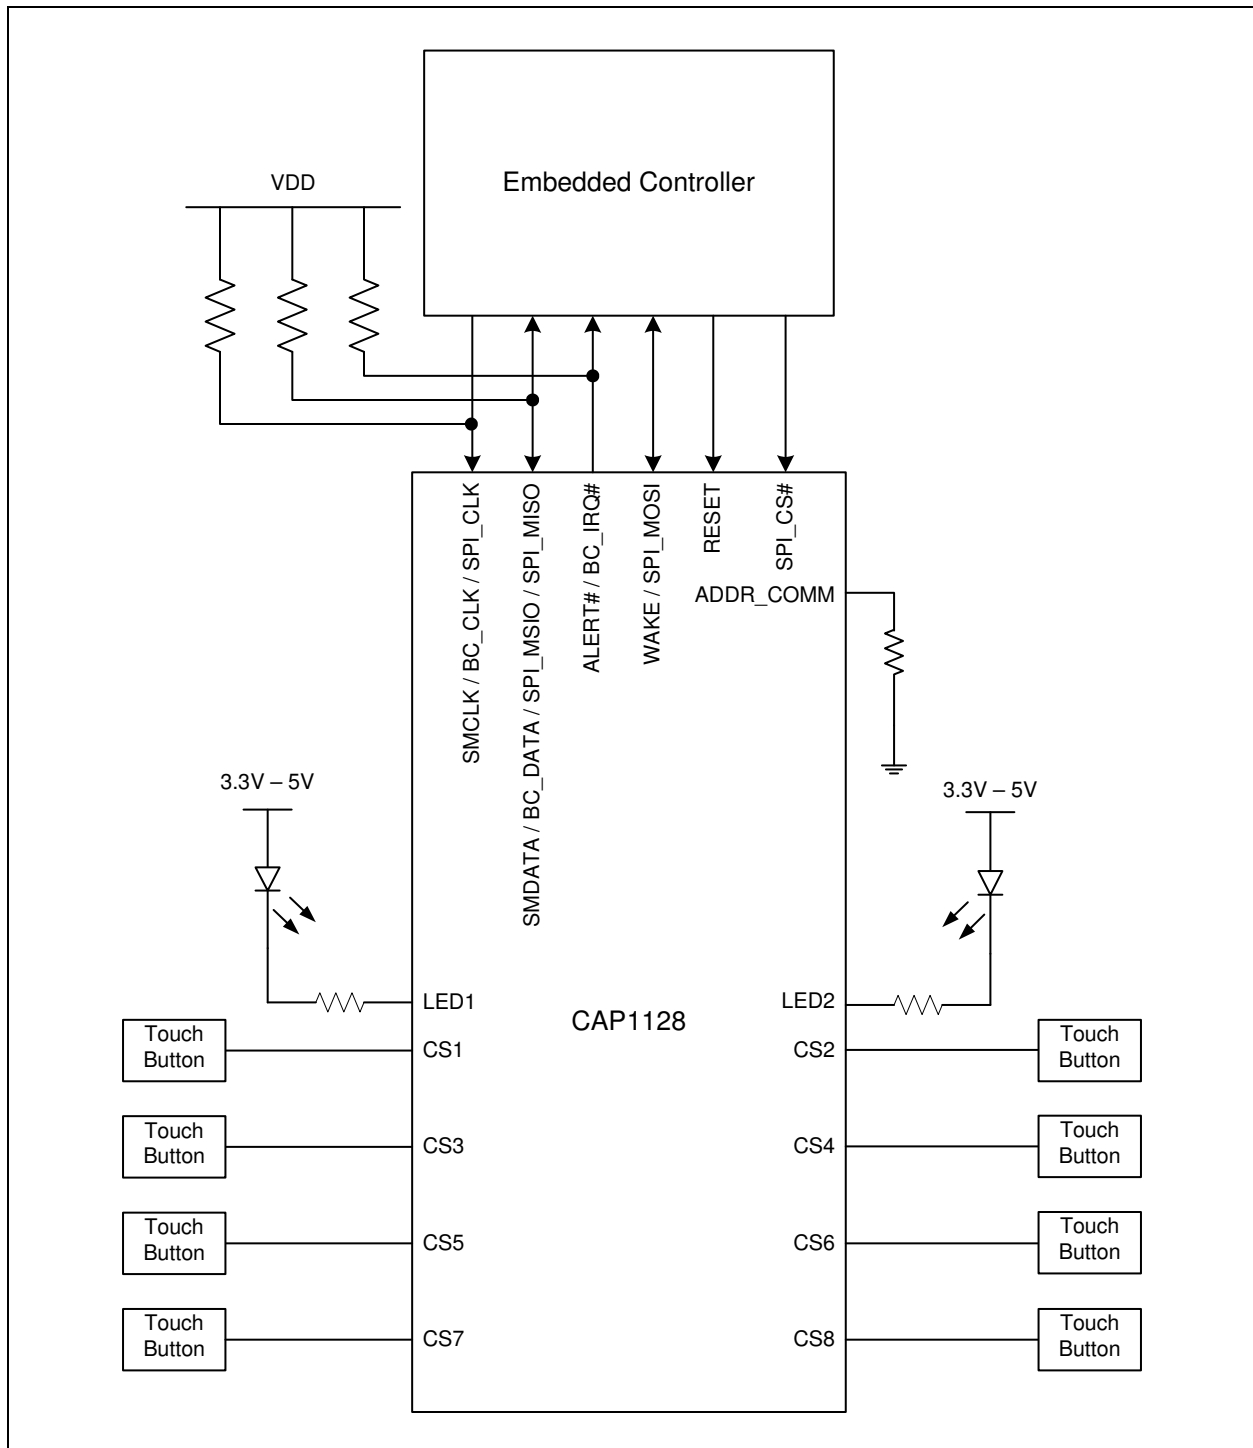 Embedded Controller
VDD
SMCLK / BC_CLK / SPI_CLK
SMDATA / BC_DATA / SPI_MSIO / SPI_MISO
ALERT# / BC_IRQ#
WAKE / SPI_MOSI
RESET
SPI_CS#
ADDR_COMM
3.3V – 5V
3.3V – 5V
LED1
LED2
CAP1128
Touch
Button
CS1
CS2
Touch
Button
Touch
Button
CS3
CS4
Touch
Button
Touch
Button
CS5
CS6
Touch
Button
Touch
Button
CS7
CS8
Touch
Button